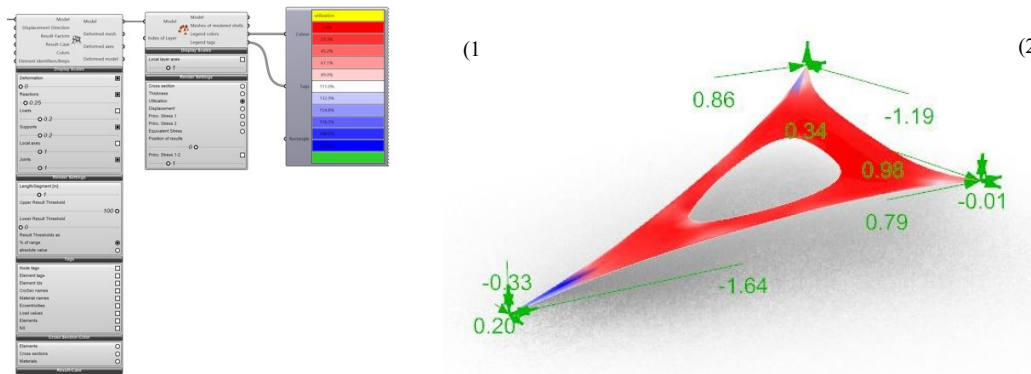 Model
Displacement Direction
Result Factors
Result Case
Colors
Element Identifiers/Regex
Model
Deformed mesh
Deformed axes
Deformed model
Display Scales
Deformation
0
Reactions
0.25
Loads
0.2
Supports
0.2
Local axes
1
Joints
1
Render Settings
Length/Segment [m]
1
Upper Result Threshold
100
Lower Result Threshold
0
Result Thresholds as
% of range
absolute value
Tags
Node tags
Element tags
Element Ids
CroSec names
Material names
Eccentricities
Load values
Elements
NII
Cross Section Color
Elements
Cross sections
Materials
Result-Case
Model
Index of Layer
Model
Meshes of rendered shells
Legend colors
Legend tags
Display Scales
Local layer axes
1
Render Settings
Cross section
Thickness
Utilisation
Displacement
Princ. Stress 1
Princ. Stress 2
Equivalent Stress
Position of results
0
Princ. Stress 1-2
1
Colour
Tags
Rectangle
utilisation
(1
(2
0.86
-1.19
0.34
0.98
-0.01
0.79
-0.33
-1.64
0.20